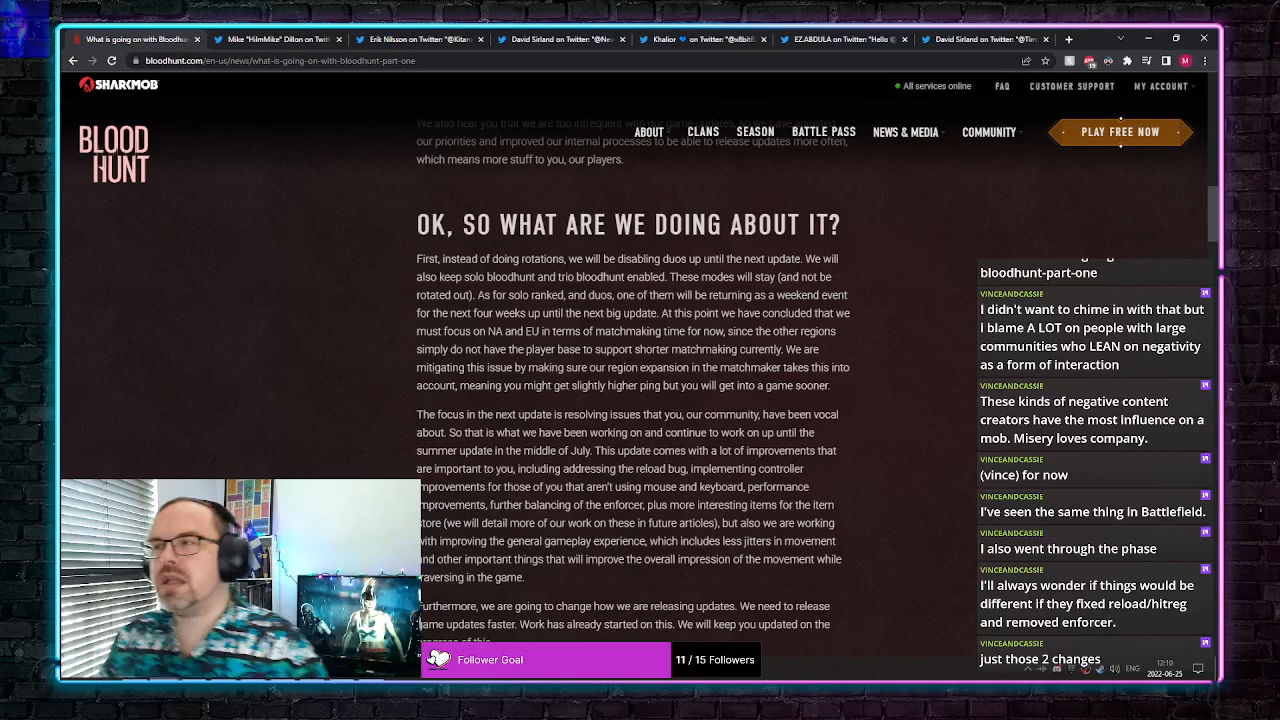 What is going on with Bloodhun
Mike "HilmMike" Dillon on Twitt
Erik Nilsson on Twitter: "@Kitana
David Sirland on Twitter: "@Nev
Khalior 💙 on Twitter: "@x8bitB
EZ.ABDULA on Twitter: "Hello @
David Sirland on Twitter: "@Tim
bloodhunt.com/en-us/news/what-is-going-on-with-bloodhunt-part-one
SHARKMOB
All services online
FAQ
CUSTOMER SUPPORT
MY ACCOUNT
BLOOD
HUNT
ABOUT
CLANS
SEASON
BATTLE PASS
NEWS & MEDIA
COMMUNITY
PLAY FREE NOW
We also hear you that we are too infrequent with our game
our priorities and improved our internal processes to be able to release updates more often,
which means more stuff to you, our players.
OK, SO WHAT ARE WE DOING ABOUT IT?
First, instead of doing rotations, we will be disabling duos up until the next update. We will
also keep solo bloodhunt and trio bloodhunt enabled. These modes will stay (and not be
rotated out). As for solo ranked, and duos, one of them will be returning as a weekend event
for the next four weeks up until the next big update. At this point we have concluded that we
must focus on NA and EU in terms of matchmaking time for now, since the other regions
simply do not have the player base to support shorter matchmaking currently. We are
mitigating this issue by making sure our region expansion in the matchmaker takes this into
account, meaning you might get slightly higher ping but you will get into a game sooner.
The focus in the next update is resolving issues that you, our community, have been vocal
about. So that is what we have been working on and continue to work on up until the
summer update in the middle of July. This update comes with a lot of improvements that
are important to you, including addressing the reload bug, implementing controller
improvements for those of you that aren't using mouse and keyboard, performance
improvements, further balancing of the enforcer, plus more interesting items for the item
store (we will detail more of our work on these in future articles), but also we are working
with improving the general gameplay experience, which includes less jitters in movement
and other important things that will improve the overall impression of the movement while
traversing in the game.
Furthermore, we are going to change how we are releasing updates. We need to release
game updates faster. Work has already started on this. We will keep you updated on the
progress of this.
bloodhunt-part-one
VINCEANDCASSIE
I didn't want to chime in with that but
I blame A LOT on people with large
communities who LEAN on negativity
as a form of interaction
VINCEANDCASSIE
These kinds of negative content
creators have the most influence on a
mob. Misery loves company.
VINCEANDCASSIE
(vince) for now
VINCEANDCASSIE
I've seen the same thing in Battlefield.
VINCEANDCASSIE
I also went through the phase
VINCEANDCASSIE
I'll always wonder if things would be
different if they fixed reload/hItreg
and removed enforcer.
VINCEANDCASSIE
just those 2 changes
Follower Goal
11 / 15 Followers
ENG
12:10
2022-06-25